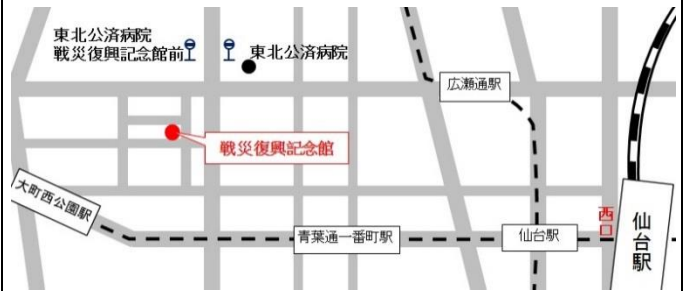 東北公済病院
戦災復興記念館前
東北公済病院
広瀬通駅
戦災復興記念館
大町西公園駅
青葉通一番町駅
仙台駅
西口
仙台駅